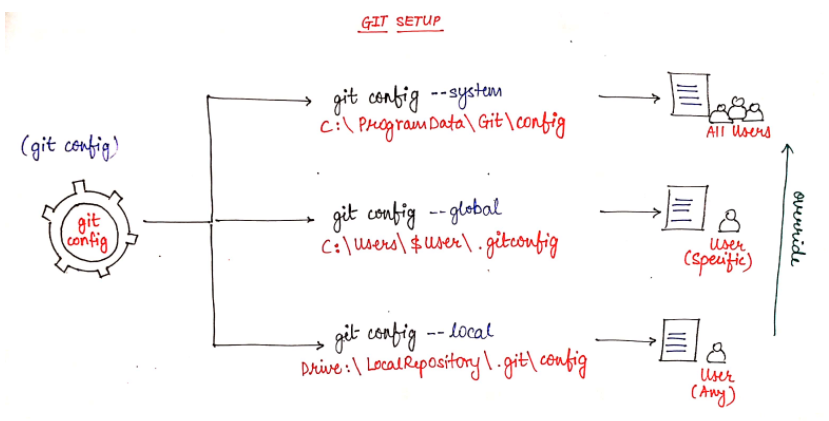 GIT SETUP
git config --system
C:\ProgramData\Git\config
All Users
(git config)
git
config
git config --global
C:\Users\$User\.gitconfig
User
(Specific)
override
git config --local
Drive:\LocalRepository\.git\config
User
(Any)